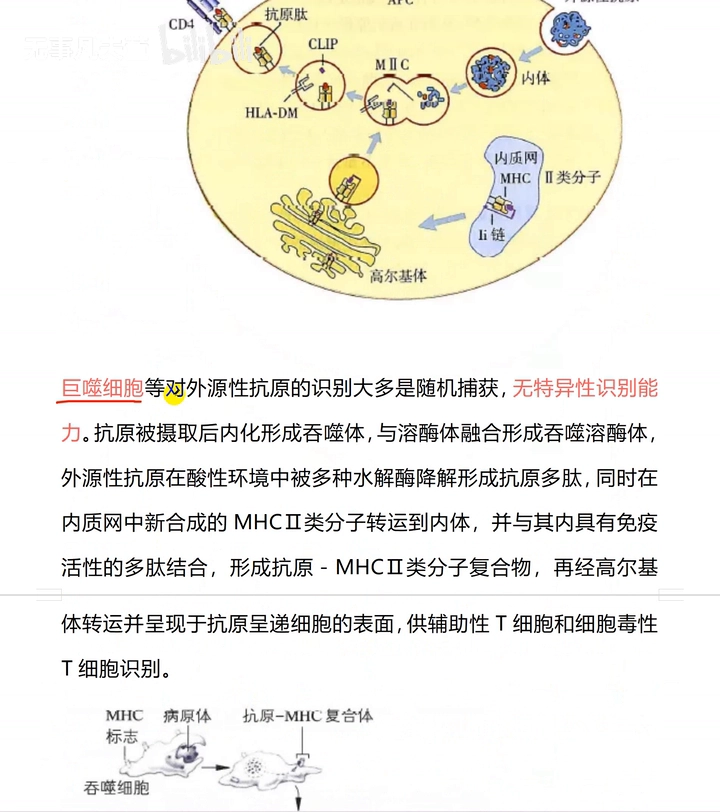 APC
抗原肽
CD4
CLIP
MⅡC
内体
HLA-DM
内质网
MHC Ⅱ类分子
Ii 链
高尔基体
巨噬细胞等对外源性抗原的识别大多是随机捕获，无特异性识别能
力。抗原被摄取后内化形成吞噬体，与溶酶体融合形成吞噬溶酶体，
外源性抗原在酸性环境中被多种水解酶降解形成抗原多肽，同时在
内质网中新合成的 MHCⅡ类分子转运到内体，并与其内具有免疫
活性的多肽结合，形成抗原 - MHCⅡ类分子复合物，再经高尔基
体转运并呈现于抗原呈递细胞的表面，供辅助性 T 细胞和细胞毒性
T 细胞识别。
MHC 病原体 抗原-MHC 复合体
标志
吞噬细胞